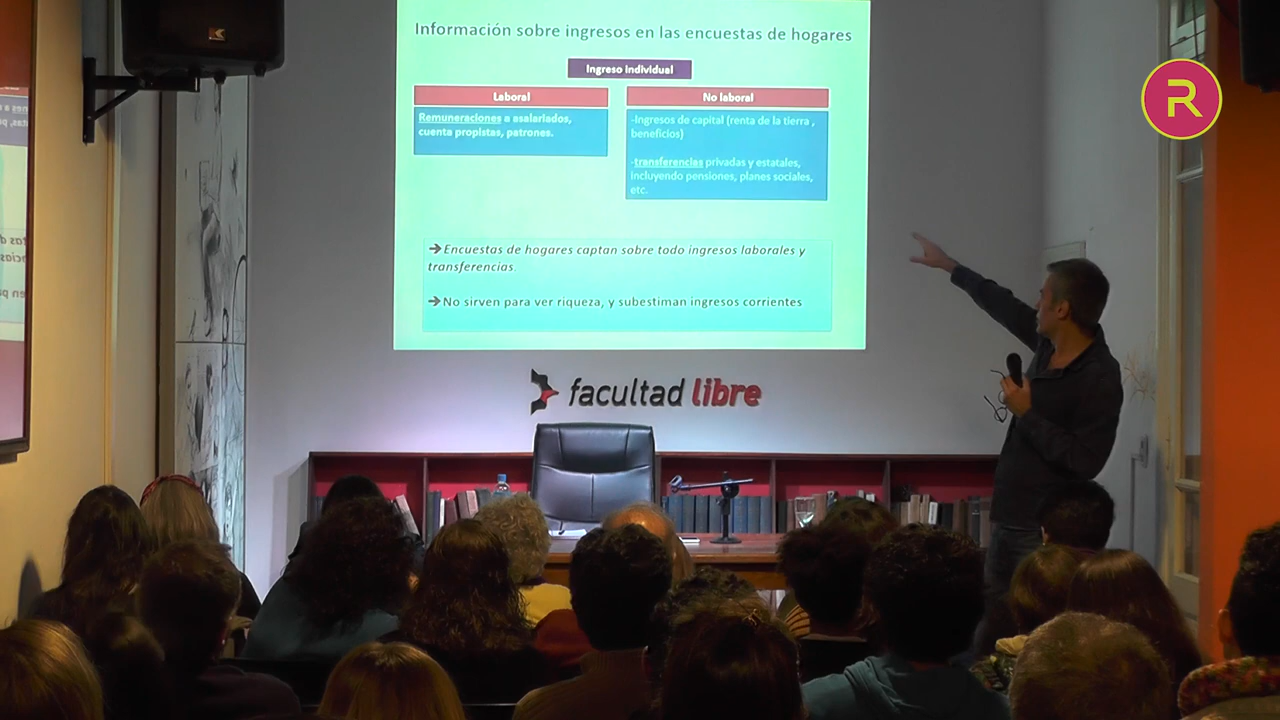 Información sobre ingresos en las encuestas de hogares
Ingreso individual
Laboral
Remuneraciones a asalariados,
cuenta propistas, patrones.
No laboral
-Ingresos de capital (renta de la tierra ,
beneficios)
-transferencias privadas y estatales,
incluyendo pensiones, planes sociales,
etc.
➔Encuestas de hogares captan sobre todo ingresos laborales y
transferencias.
➔No sirven para ver riqueza, y subestiman ingresos corrientes
facultad libre
R